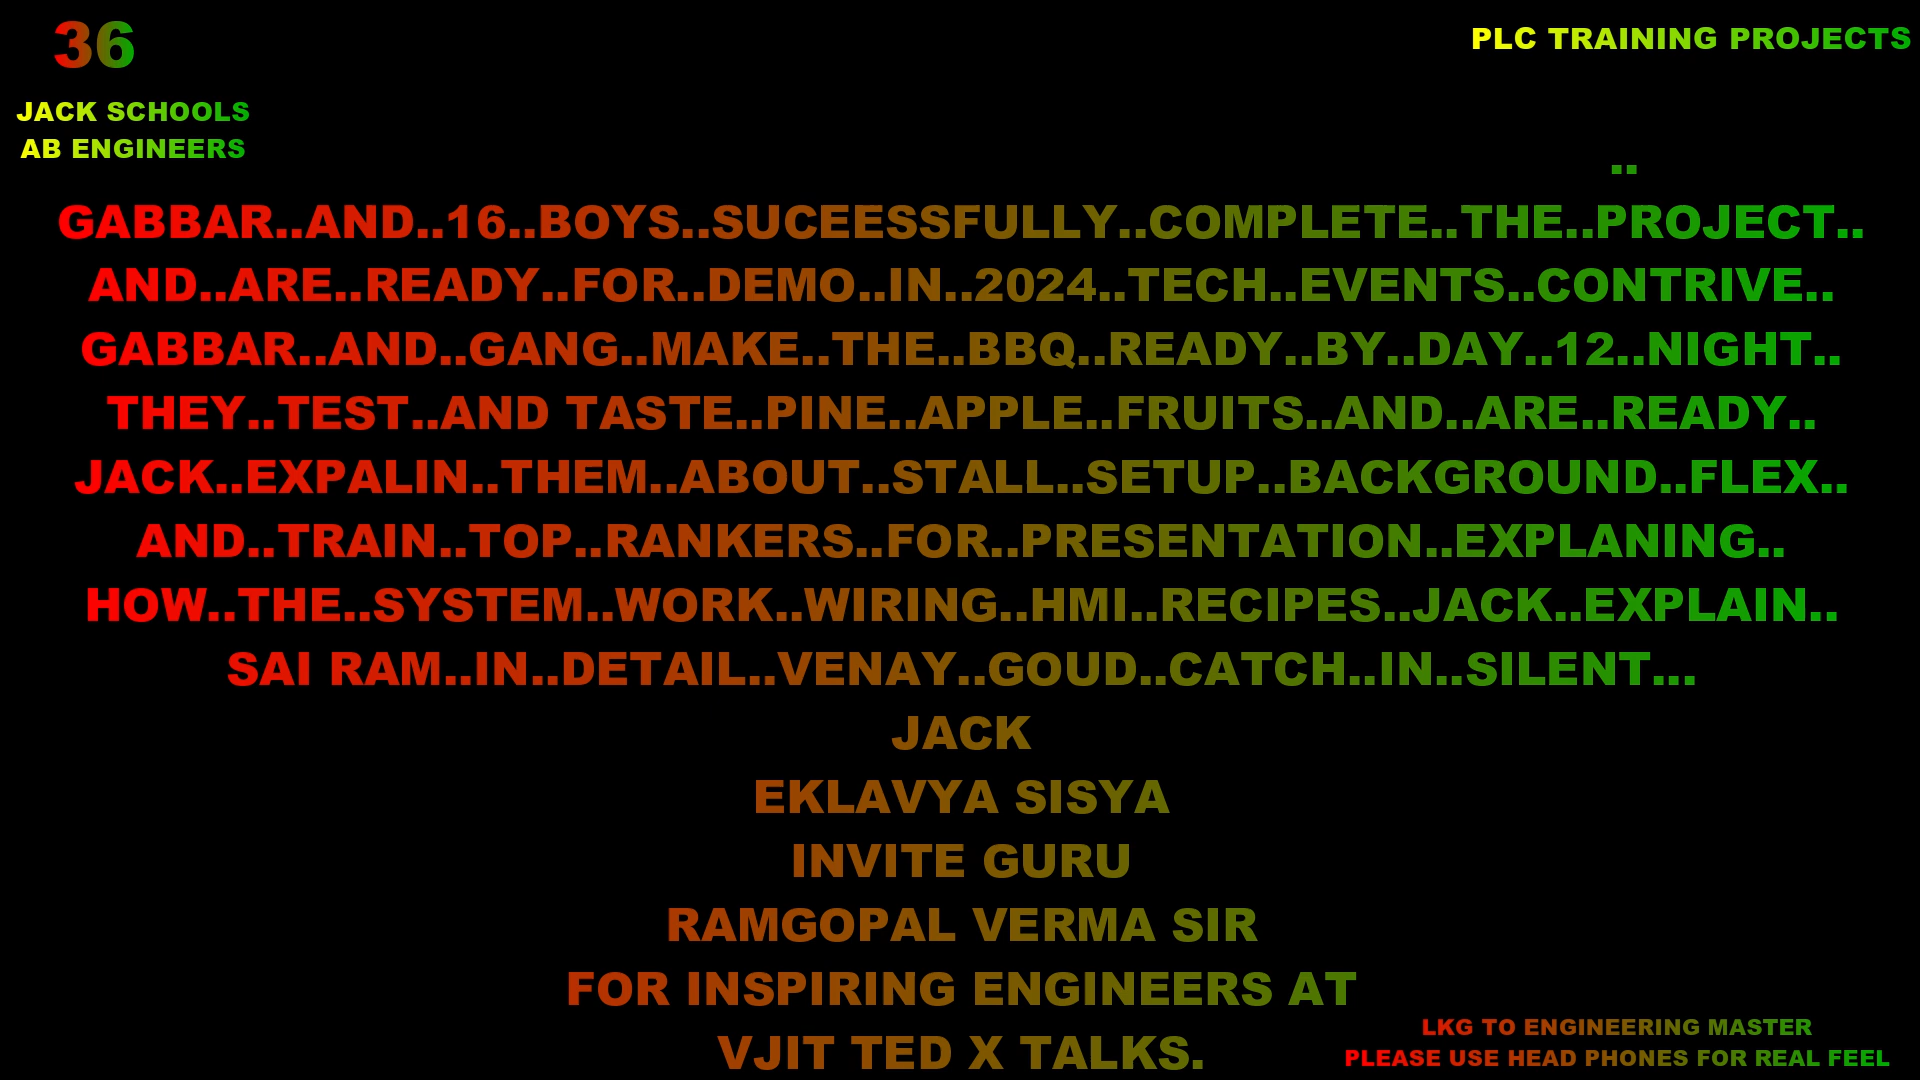 36
PLC TRAINING PROJECTS
JACK SCHOOLS
AB ENGINEERS
..
GABBAR..AND..16..BOYS..SUCEESSFULLY..COMPLETE..THE..PROJECT..
AND..ARE..READY..FOR..DEMO..IN..2024..TECH..EVENTS..CONTRIVE..
GABBAR..AND..GANG..MAKE..THE..BBQ..READY..BY..DAY..12..NIGHT..
THEY..TEST..AND TASTE..PINE..APPLE..FRUITS..AND..ARE..READY..
JACK..EXPALIN..THEM..ABOUT..STALL..SETUP..BACKGROUND..FLEX..
AND..TRAIN..TOP..RANKERS..FOR..PRESENTATION..EXPLANING..
HOW..THE..SYSTEM..WORK..WIRING..HMI..RECIPES..JACK..EXPLAIN..
SAI RAM..IN..DETAIL..VENAY..GOUD..CATCH..IN..SILENT...
JACK
EKLAVYA SISYA
INVITE GURU
RAMGOPAL VERMA SIR
FOR INSPIRING ENGINEERS AT
VJIT TED X TALKS.
LKG TO ENGINEERING MASTER
PLEASE USE HEAD PHONES FOR REAL FEEL